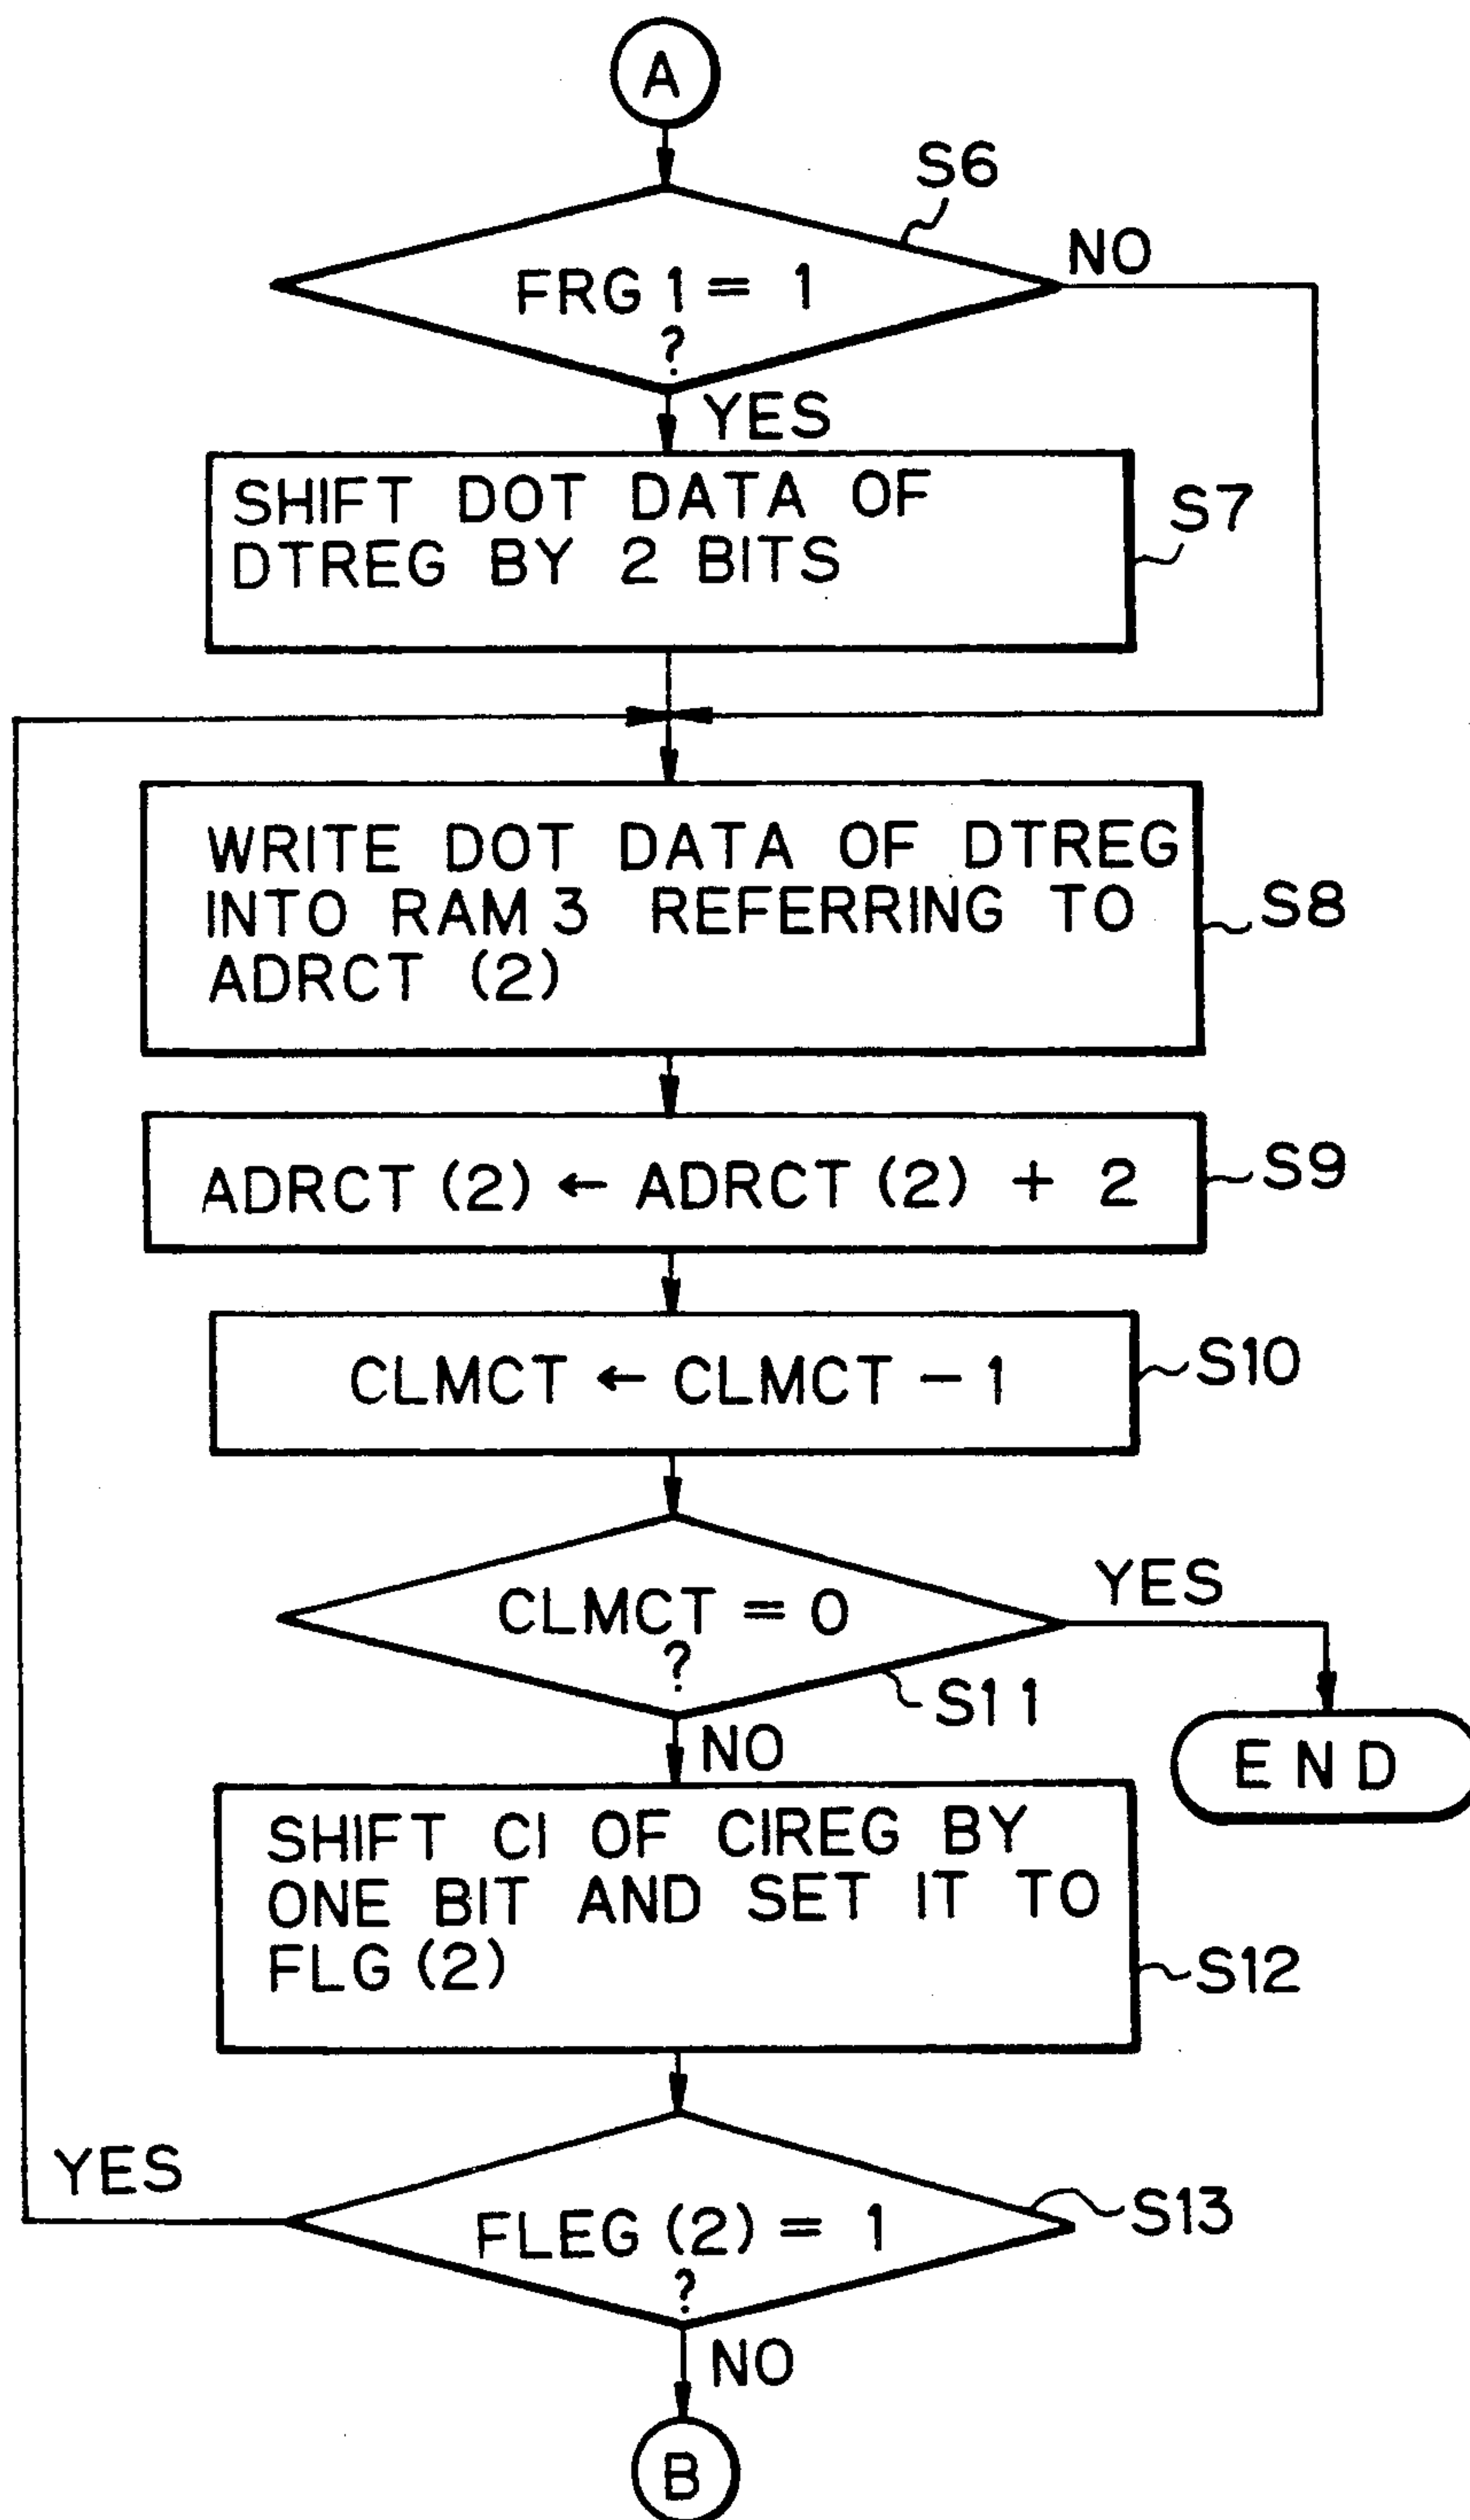 A
S6
FRG 1 = 1
?
NO
YES
SHIFT DOT DATA OF
DTREG BY 2 BITS
S7
WRITE DOT DATA OF DTREG
INTO RAM 3 REFERRING TO
ADRCT (2)
S8
ADRCT (2) ← ADRCT (2) + 2
S9
CLMCT ← CLMCT − 1
S10
CLMCT = 0
?
YES
S11
NO
END
SHIFT CI OF CIREG BY
ONE BIT AND SET IT TO
FLG (2)
S12
YES
FLEG (2) = 1
?
S13
NO
B